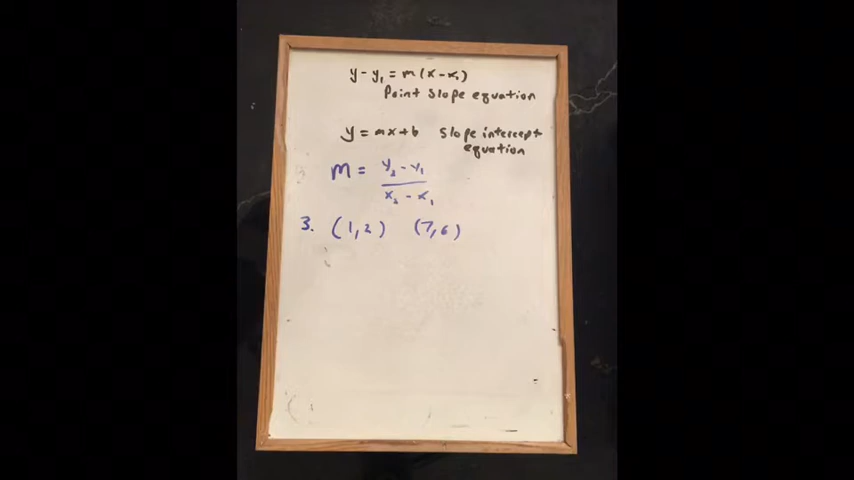 y - y₁ = m(x - x₁)
Point slope equation
y = mx + b slope intercept
equation
m = y₂ - y₁
x₂ - x₁
3. (1,2) (7,6)